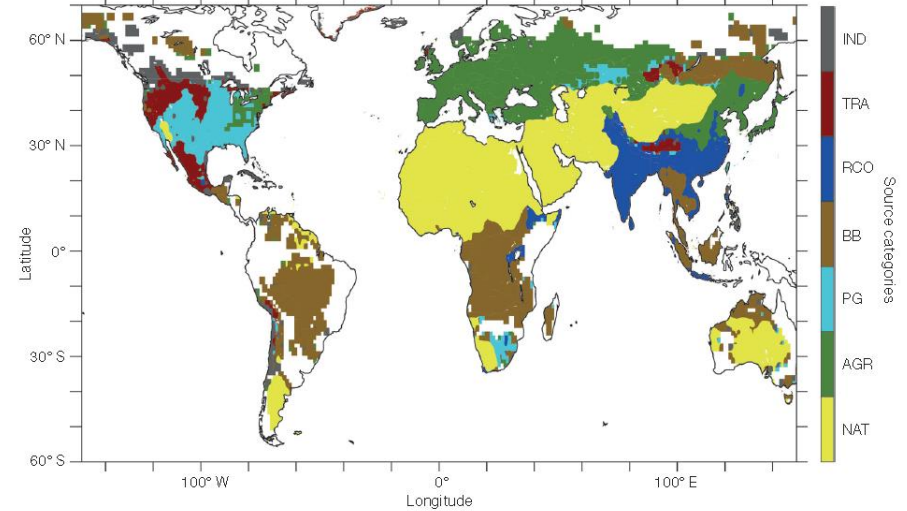 60° N
30° N
0°
30° S
60° S
Latitude
100° W
0°
100° E
Longitude
IND
TRA
RCO
BB
PG
AGR
NAT
Source categories